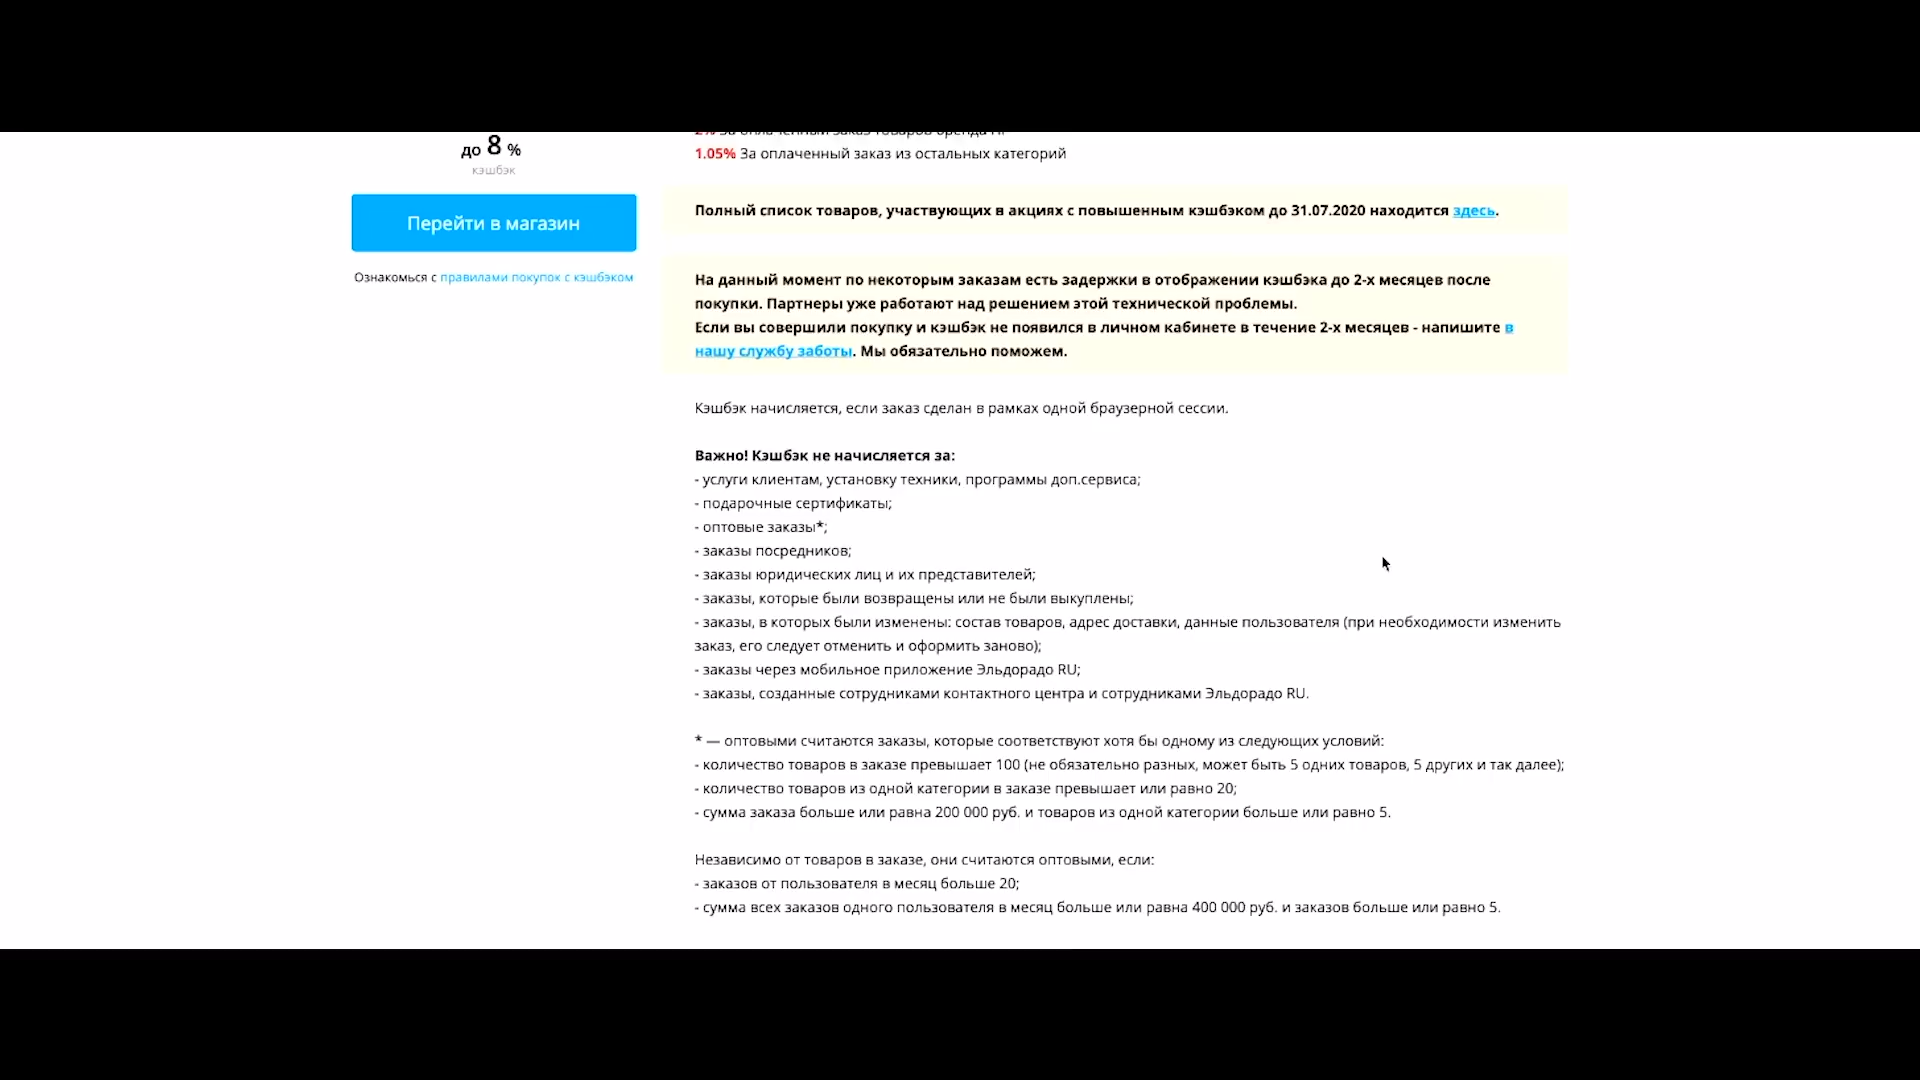 до 8 %
кэшбэк
Перейти в магазин
Ознакомься с правилами покупок с кэшбэком
2% За оплаченный заказ товаров бренда
1.05% За оплаченный заказ из остальных категорий
Полный список товаров, участвующих в акциях с повышенным кэшбэком до 31.07.2020 находится здесь.
На данный момент по некоторым заказам есть задержки в отображении кэшбэка до 2-х месяцев после
покупки. Партнеры уже работают над решением этой технической проблемы.
Если вы совершили покупку и кэшбэк не появился в личном кабинете в течение 2-х месяцев - напишите в
нашу службу заботы. Мы обязательно поможем.
Кэшбэк начисляется, если заказ сделан в рамках одной браузерной сессии.
Важно! Кэшбэк не начисляется за:
- услуги клиентам, установку техники, программы доп.сервиса;
- подарочные сертификаты;
- оптовые заказы*;
- заказы посредников;
- заказы юридических лиц и их представителей;
- заказы, которые были возвращены или не были выкуплены;
- заказы, в которых были изменены: состав товаров, адрес доставки, данные пользователя (при необходимости изменить
заказ, его следует отменить и оформить заново);
- заказы через мобильное приложение Эльдорадо RU;
- заказы, созданные сотрудниками контактного центра и сотрудниками Эльдорадо RU.
* — оптовыми считаются заказы, которые соответствуют хотя бы одному из следующих условий:
- количество товаров в заказе превышает 100 (не обязательно разных, может быть 5 одних товаров, 5 других и так далее);
- количество товаров из одной категории в заказе превышает или равно 20;
- сумма заказа больше или равна 200 000 руб. и товаров из одной категории больше или равно 5.
Независимо от товаров в заказе, они считаются оптовыми, если:
- заказов от пользователя в месяц больше 20;
- сумма всех заказов одного пользователя в месяц больше или равна 400 000 руб. и заказов больше или равно 5.